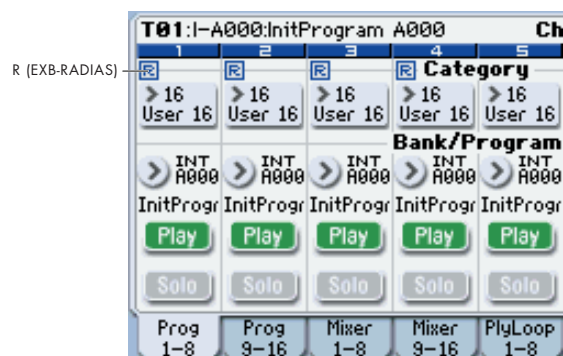 T01:I-A000:InitProgram A000 Ch
1 2 3 4 5
R (EXB-RADIAS)
R R R R Category
>16 >16 >16 >16 >16
User 16 User 16 User 16 User 16 User 16
Bank/Program
> INT > INT > INT > INT > INT
A000 A000 A000 A000 A000
InitProgr InitProgr InitProgr InitProgr InitProgr
Play Play Play Play Play
Solo Solo Solo Solo Solo
Prog Prog Mixer Mixer PlyLoop
1-8 9-16 1-8 9-16 1-8